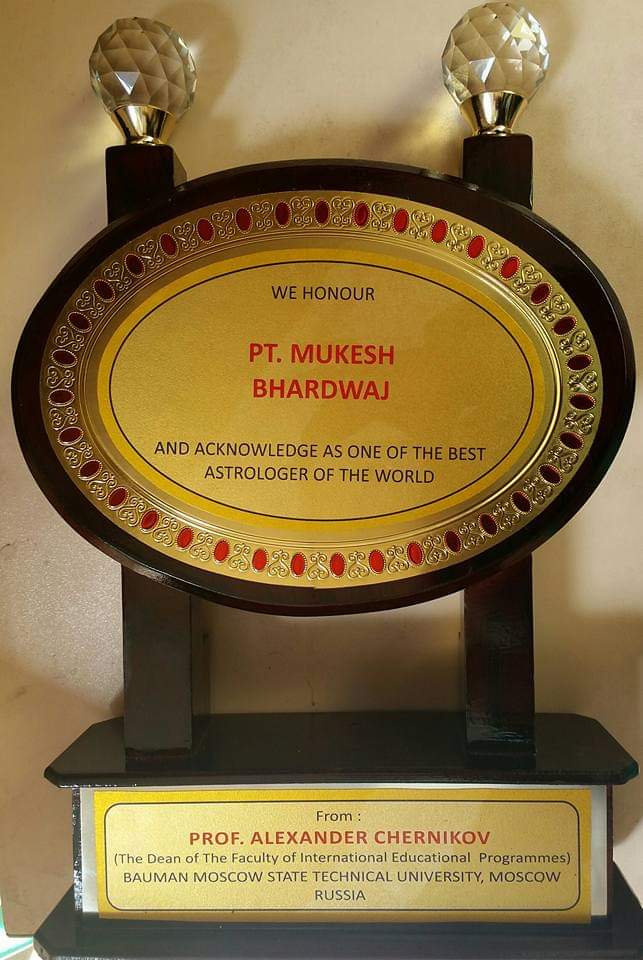 WE HONOUR
PT. MUKESH
BHARDWAJ
AND ACKNOWLEDGE AS ONE OF THE BEST
ASTROLOGER OF THE WORLD
From :
PROF. ALEXANDER CHERNIKOV
(The Dean of The Faculty of International Educational Programmes)
BAUMAN MOSCOW STATE TECHNICAL UNIVERSITY, MOSCOW
RUSSIA